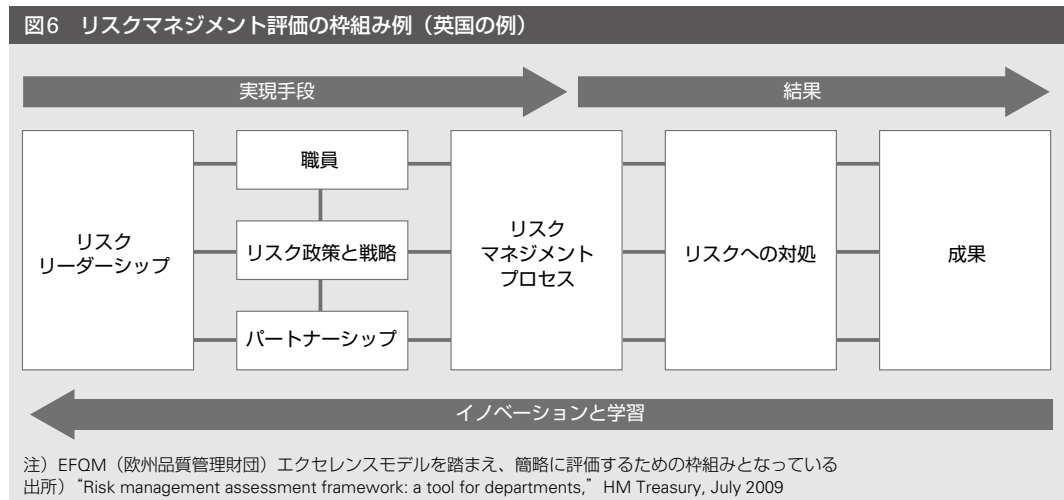 図6 リスクマネジメント評価の枠組み例（英国の例）
実現手段
結果
リスク
リーダーシップ
職員
リスク政策と戦略
パートナーシップ
リスク
マネジメント
プロセス
リスクへの対処
成果
イノベーションと学習
注）EFQM（欧州品質管理財団）エクセレンスモデルを踏まえ、簡略に評価するための枠組みとなっている
出所）“Risk management assessment framework: a tool for departments,” HM Treasury, July 2009